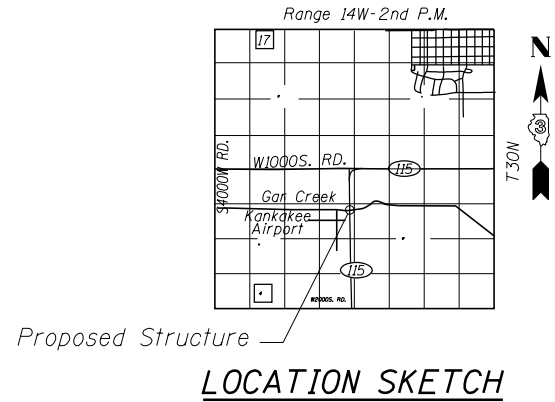 Range 14W-2nd P.M.
17
N
3
T30N
S4000W RD.
W1000S. RD.
115
Gar Creek
Kankakee
Airport
115
W2000S. RD.
Proposed Structure
LOCATION SKETCH